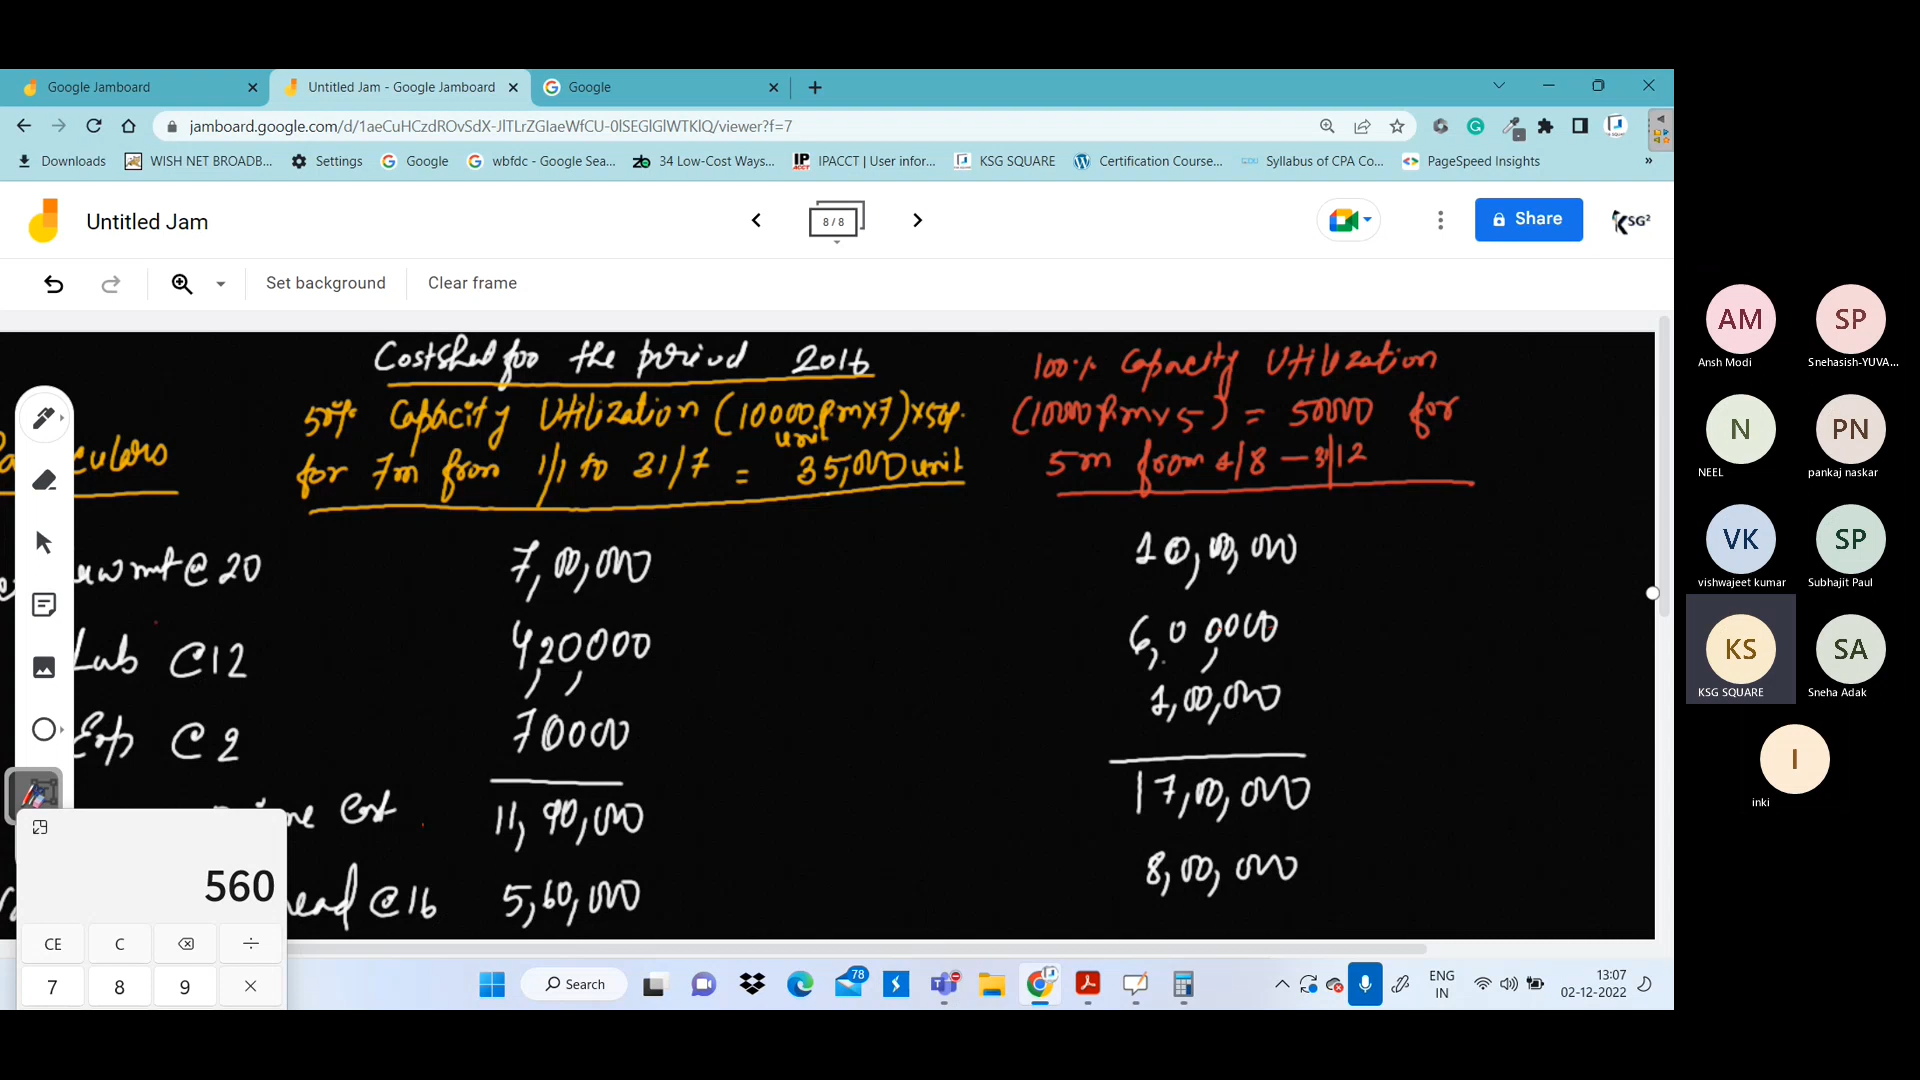 Google Jamboard
Untitled Jam - Google Jamboard
Google
jamboard.google.com/d/1aeCuHCzdROvSdX-JlTLrZGIaeWfCU-0lSEGlGlWTKlQ/viewer?f=7
Downloads
WISH NET BROADB...
Settings
Google
wbfdc - Google Sea...
34 Low-Cost Ways...
IPACCT | User infor...
KSG SQUARE
Certification Course...
Syllabus of CPA Co...
PageSpeed Insights
»
Untitled Jam
8 / 8
Share
KSG²
Set background
Clear frame
for the period 2016
50% Capacity Utilization (10000 P.m x 7) x 50%
unit
for 7m from 1/1 to 31/7 = 35,000 unit
100% Capacity Utilization
(10000 P.m x 5) = 50000 for
5m from 1/8 — 31/12
culars
mat @ 20 7,00,000 10,00,000
Lab @ 12 4,20,000 6,00,000
Exp @ 2 70000 1,00,000
Cost 11,90,000 17,00,000
ead @ 16 5,60,000 8,00,000
560
CE C ÷
7 8 9 ×
AM
Ansh Modi
SP
Snehasish-YUVA...
N
NEEL
PN
pankaj naskar
VK
vishwajeet kumar
SP
Subhajit Paul
KS
KSG SQUARE
SA
Sneha Adak
I
inki
Search
78
ENG
IN
13:07
02-12-2022